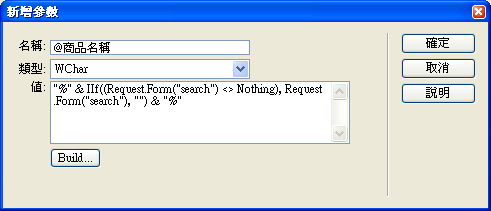 新增參數
名稱: @商品名稱
類型: WChar
值: "%" & IIf((Request.Form("search") <> Nothing), Request
.Form("search"), "") & "%"
Build...
確定
取消
說明